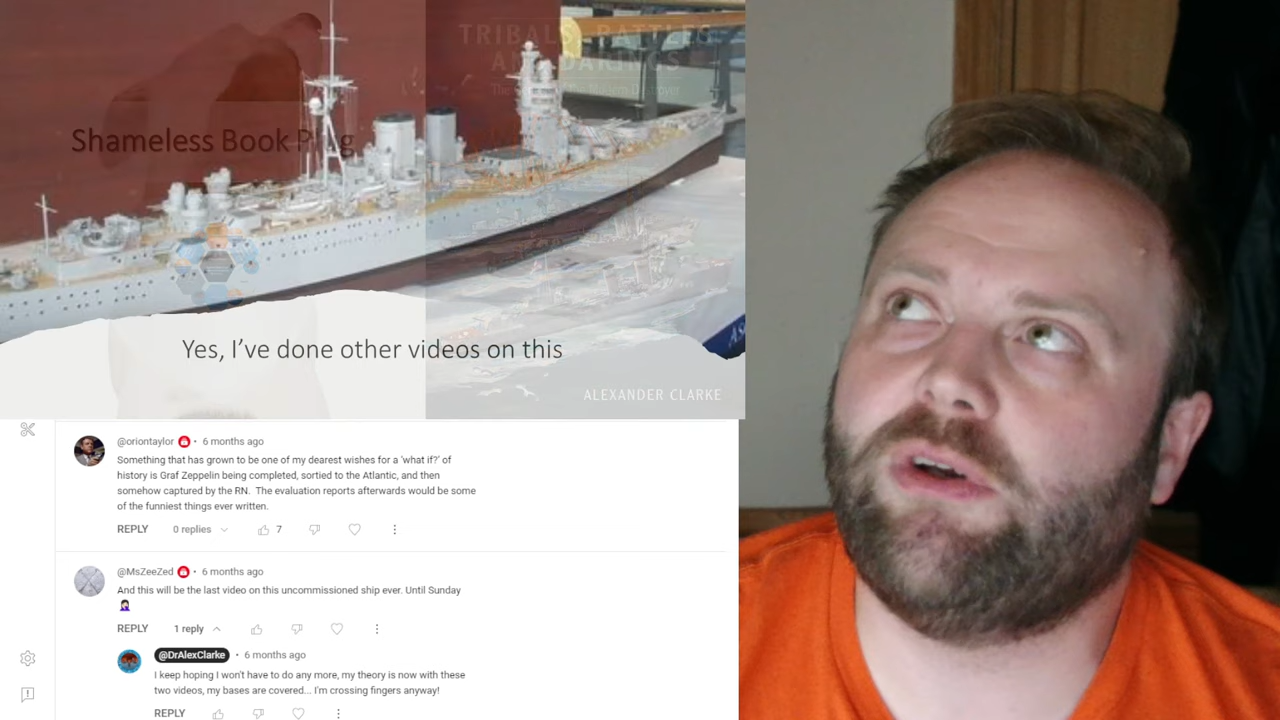 TRIBALS, BATTLES
AND DARINGS
Shameless Book Plug
Yes, I've done other videos on this
ALEXANDER CLARKE
@oriontaylor • 6 months ago
Something that has grown to be one of my dearest wishes for a 'what if?' of
history is Graf Zeppelin being completed, sortied to the Atlantic, and then
somehow captured by the RN. The evaluation reports afterwards would be some
of the funniest things ever written.
REPLY 0 replies 7
@MsZeeZed • 6 months ago
And this will be the last video on this uncommissioned ship ever. Until Sunday
🤦🏻‍♀️
REPLY 1 reply
@DrAlexClarke • 6 months ago
I keep hoping I won't have to do any more, my theory is now with these
two videos, my bases are covered... I'm crossing fingers anyway!
REPLY